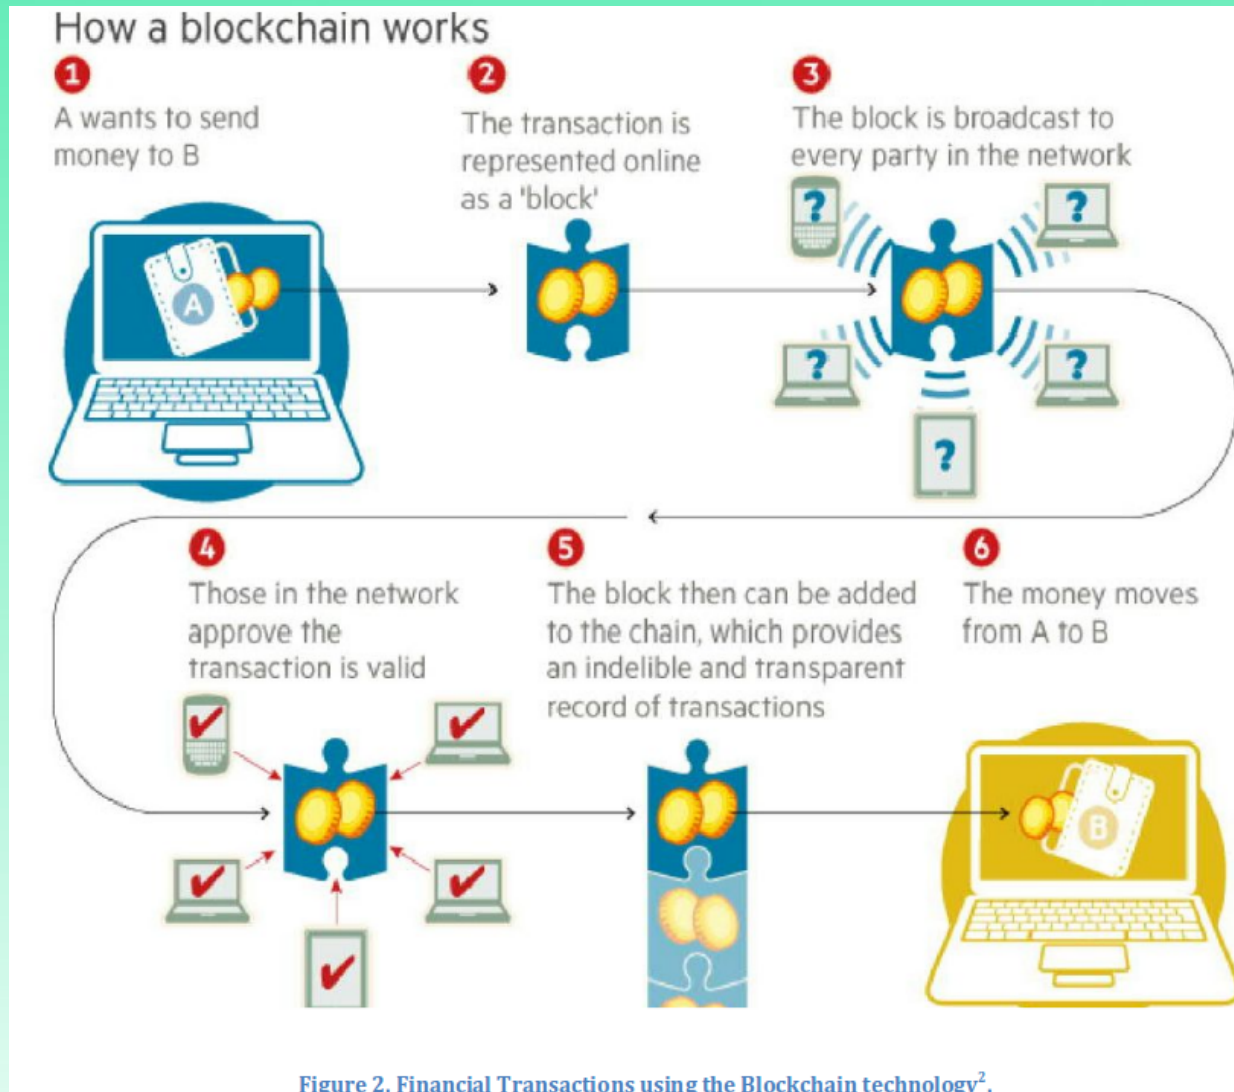 How a blockchain works
1
A wants to send
money to B
2
The transaction is
represented online
as a 'block'
3
The block is broadcast to
every party in the network
?
?
?
?
?
A
4
Those in the network
approve the
transaction is valid
5
The block then can be added
to the chain, which provides
an indelible and transparent
record of transactions
6
The money moves
from A to B
B
Figure 2. Financial Transactions using the Blockchain technology².